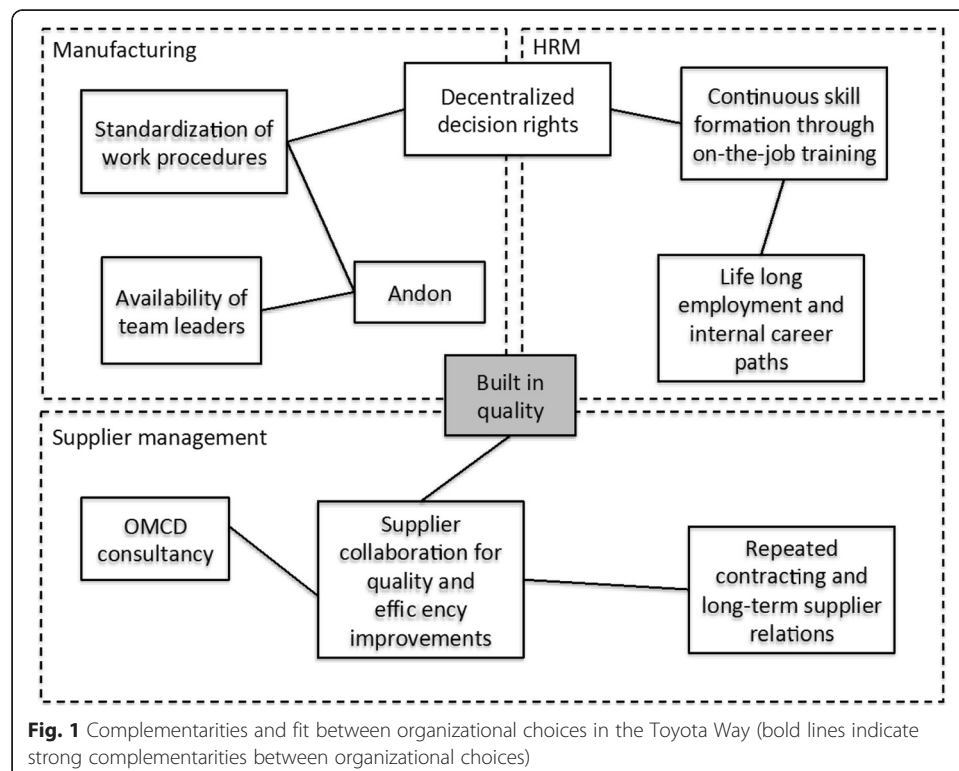 Manufacturing
HRM
Decentralized
decision rights
Standardization of
work procedures
Continuous skill
formation through
on-the-job training
Availability of
team leaders
Andon
Life long
employment and
internal career
paths
Built in
quality
Supplier management
OMCD
consultancy
Supplier
collaboration for
quality and
effic ency
improvements
Repeated
contracting and
long-term supplier
relations
Fig. 1 Complementarities and fit between organizational choices in the Toyota Way (bold lines indicate
strong complementarities between organizational choices)